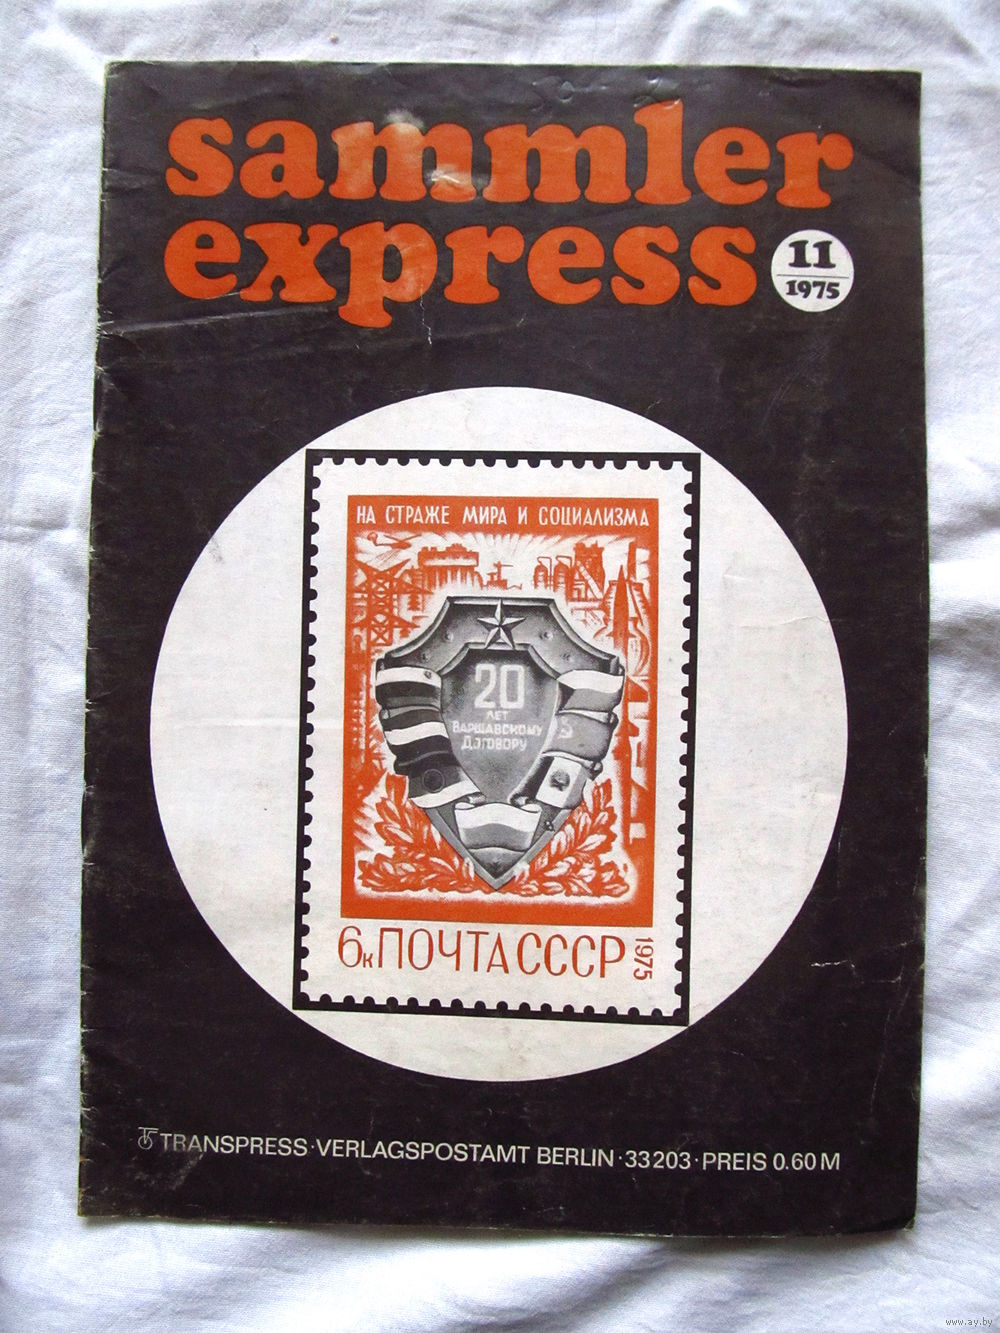 sammler
express
11
1975
НА СТРАЖЕ МИРА И СОЦИАЛИЗМА
20
ЛЕТ
ВАРШАВСКОМУ
ДОГОВОРУ
6к ПОЧТА СССР 1975
TRANSPRESS · VERLAGSPOSTAMT BERLIN · 33203 · PREIS 0.60 M
www.ay.by